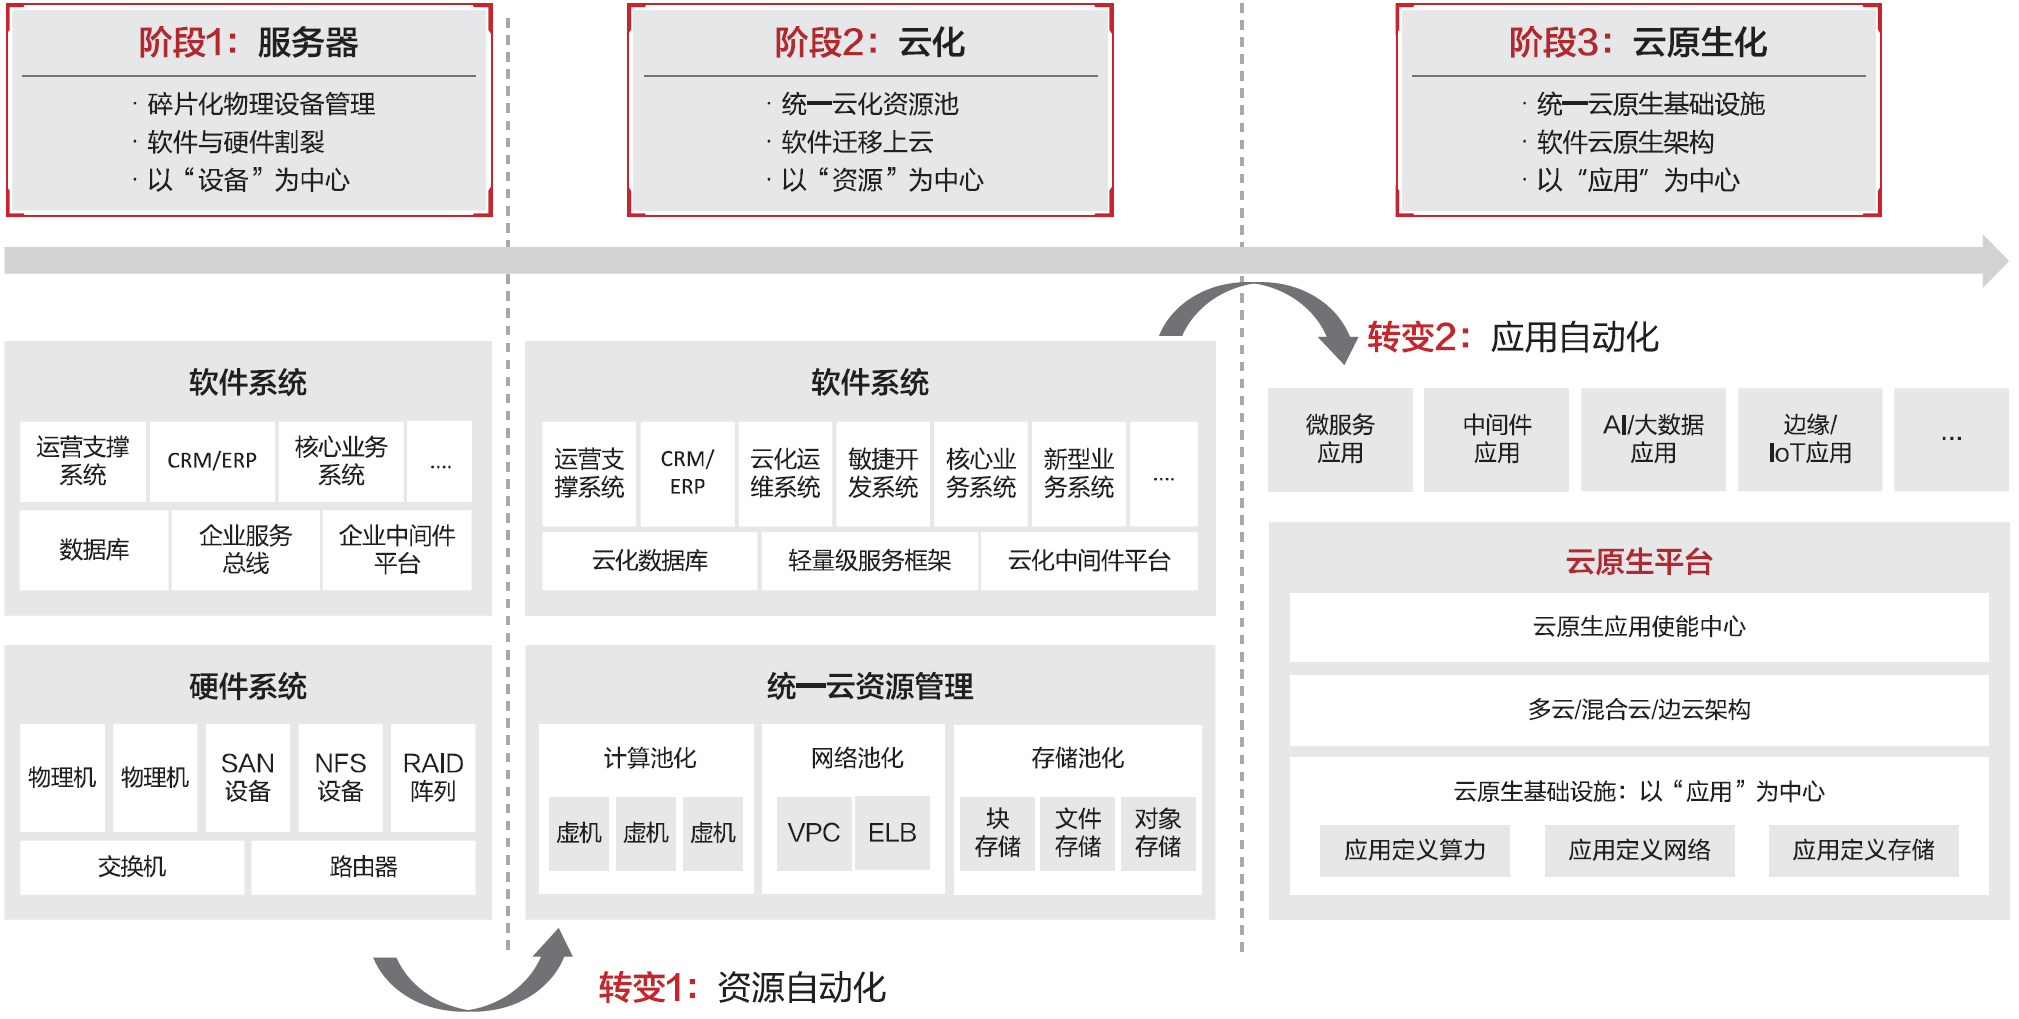 阶段1：服务器
· 碎片化物理设备管理
· 软件与硬件割裂
· 以“设备”为中心
阶段2：云化
· 统一云化资源池
· 软件迁移上云
· 以“资源”为中心
阶段3：云原生化
· 统一云原生基础设施
· 软件云原生架构
· 以“应用”为中心
软件系统
运营支撑
系统
CRM/ERP
核心业务
系统
....
数据库
企业服务
总线
企业中间件
平台
硬件系统
物理机
物理机
SAN
设备
NFS
设备
RAID
阵列
交换机
路由器
转变1：资源自动化
软件系统
运营支
撑系统
CRM/
ERP
云化运
维系统
敏捷开
发系统
核心业
务系统
新型业
务系统
....
云化数据库
轻量级服务框架
云化中间件平台
统一云资源管理
计算池化
虚机
虚机
虚机
网络池化
VPC
ELB
存储池化
块
存储
文件
存储
对象
存储
转变2：应用自动化
微服务
应用
中间件
应用
AI/大数据
应用
边缘/
IoT应用
...
云原生平台
云原生应用使能中心
多云/混合云/边云架构
云原生基础设施：以“应用”为中心
应用定义算力
应用定义网络
应用定义存储